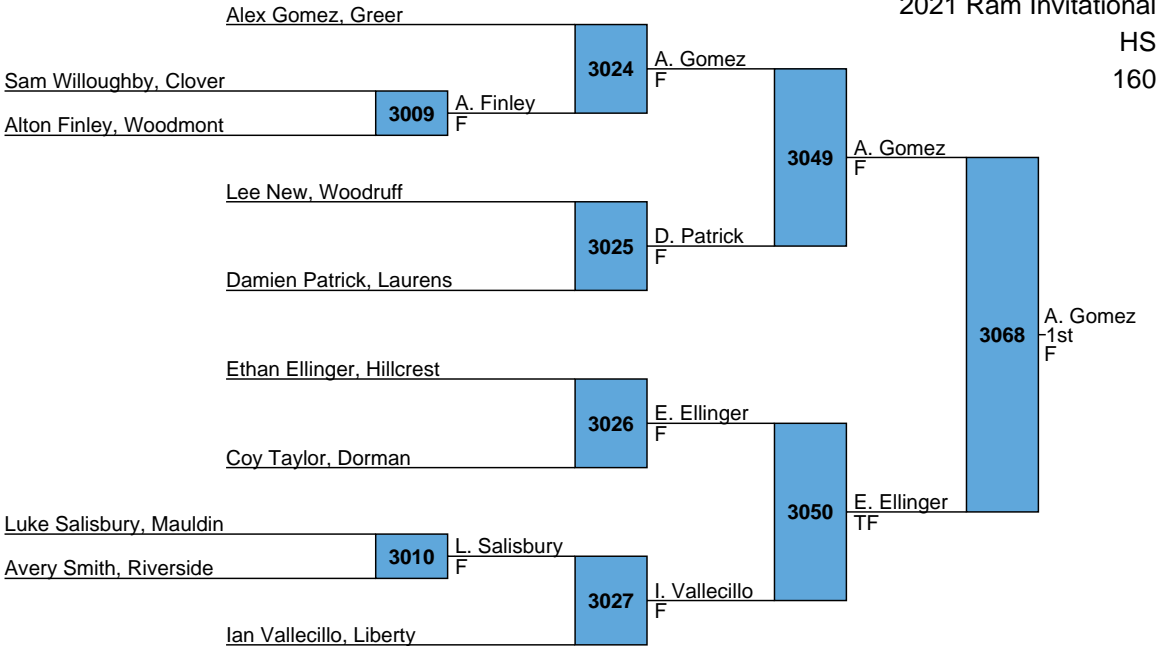 2021 Ram Invitational
HS
160
Alex Gomez, Greer
3024
A. Gomez
F
Sam Willoughby, Clover
3009
A. Finley
F
Alton Finley, Woodmont
3049
A. Gomez
F
Lee New, Woodruff
3025
D. Patrick
F
Damien Patrick, Laurens
3068
A. Gomez
1st
F
Ethan Ellinger, Hillcrest
3026
E. Ellinger
F
Coy Taylor, Dorman
3050
E. Ellinger
TF
Luke Salisbury, Mauldin
3010
L. Salisbury
F
Avery Smith, Riverside
3027
I. Vallecillo
F
Ian Vallecillo, Liberty